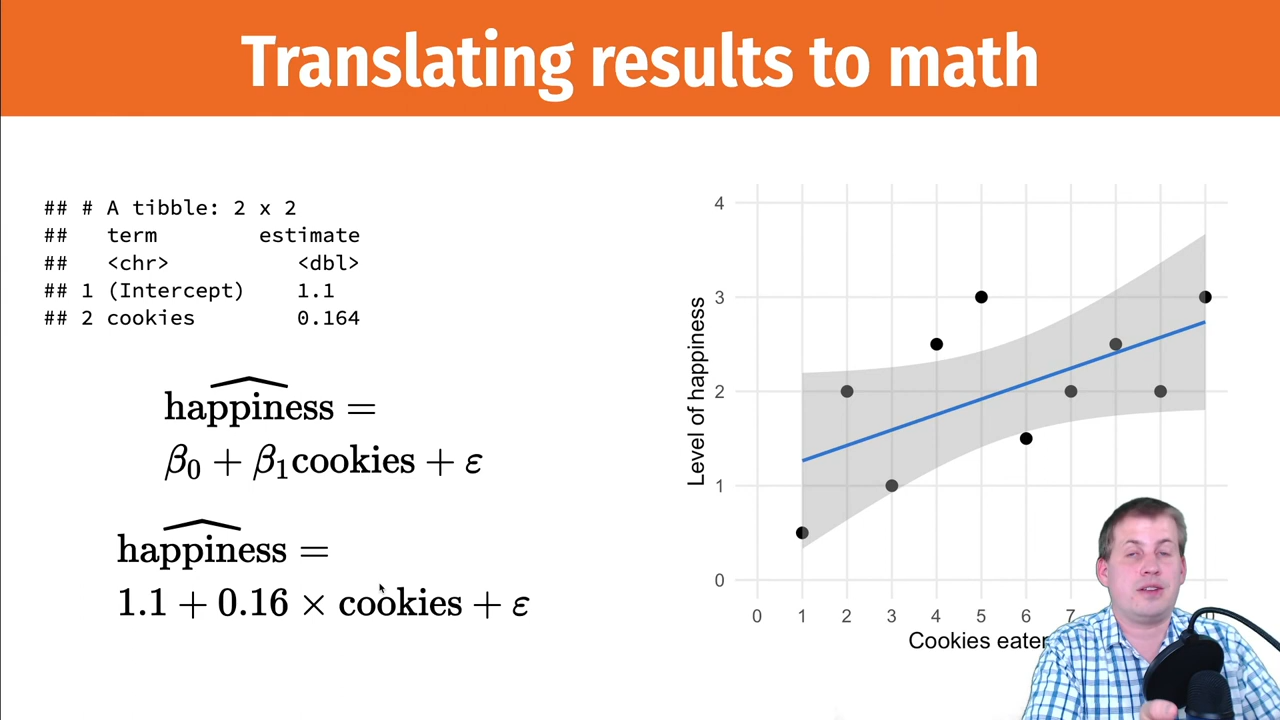 Translating results to math
## # A tibble: 2 x 2
## term estimate
## <chr> <dbl>
## 1 (Intercept) 1.1
## 2 cookies 0.164
happiness =
β₀ + β₁cookies + ε
happiness =
1.1 + 0.16 × cookies + ε
Level of happiness
4
3
2
1
0
0 1 2 3 4 5 6 7
Cookies eaten